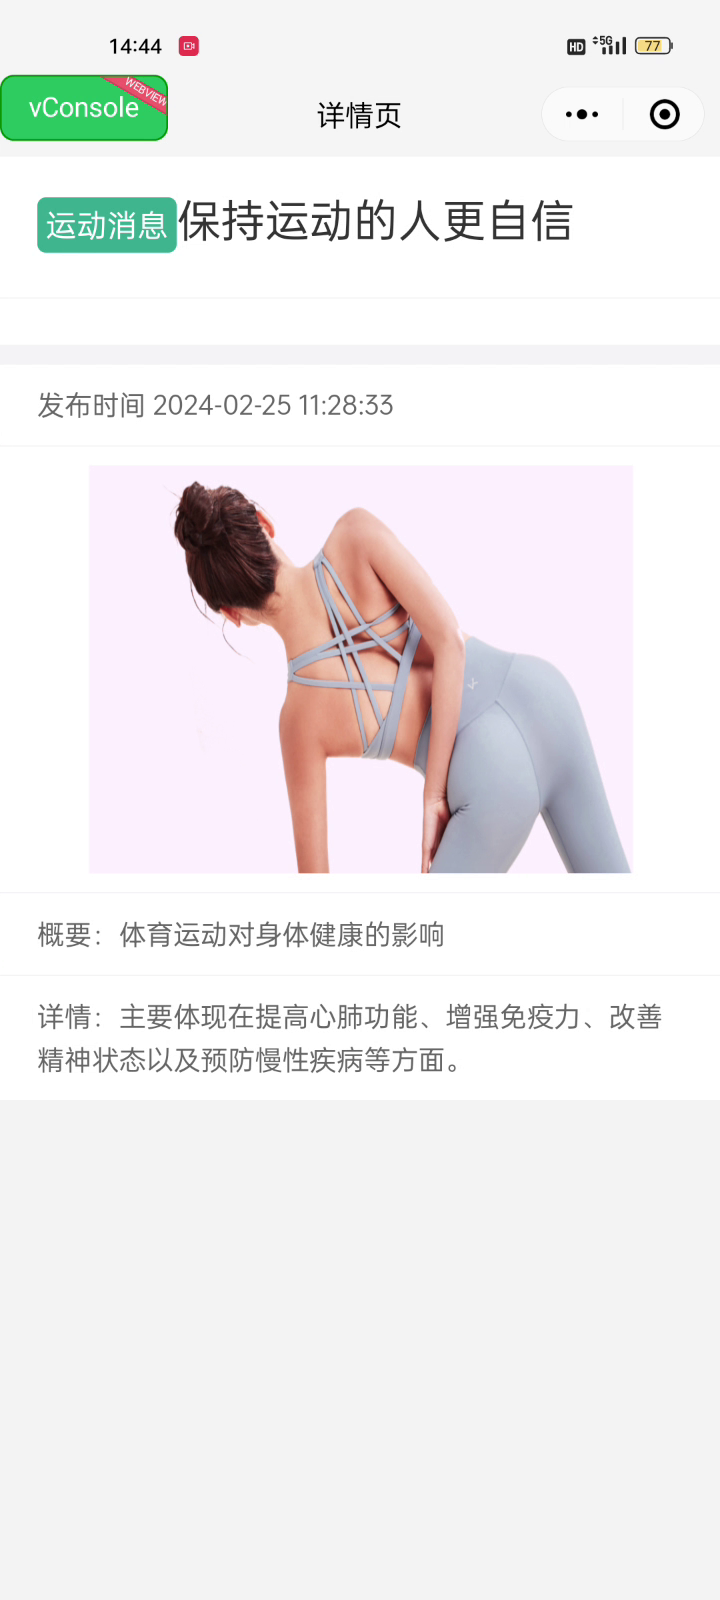 14:44
HD 5G 77
vConsole
WEBVIEW
详情页
运动消息保持运动的人更自信
发布时间 2024-02-25 11:28:33
概要：体育运动对身体健康的影响
详情：主要体现在提高心肺功能、增强免疫力、改善
精神状态以及预防慢性疾病等方面。